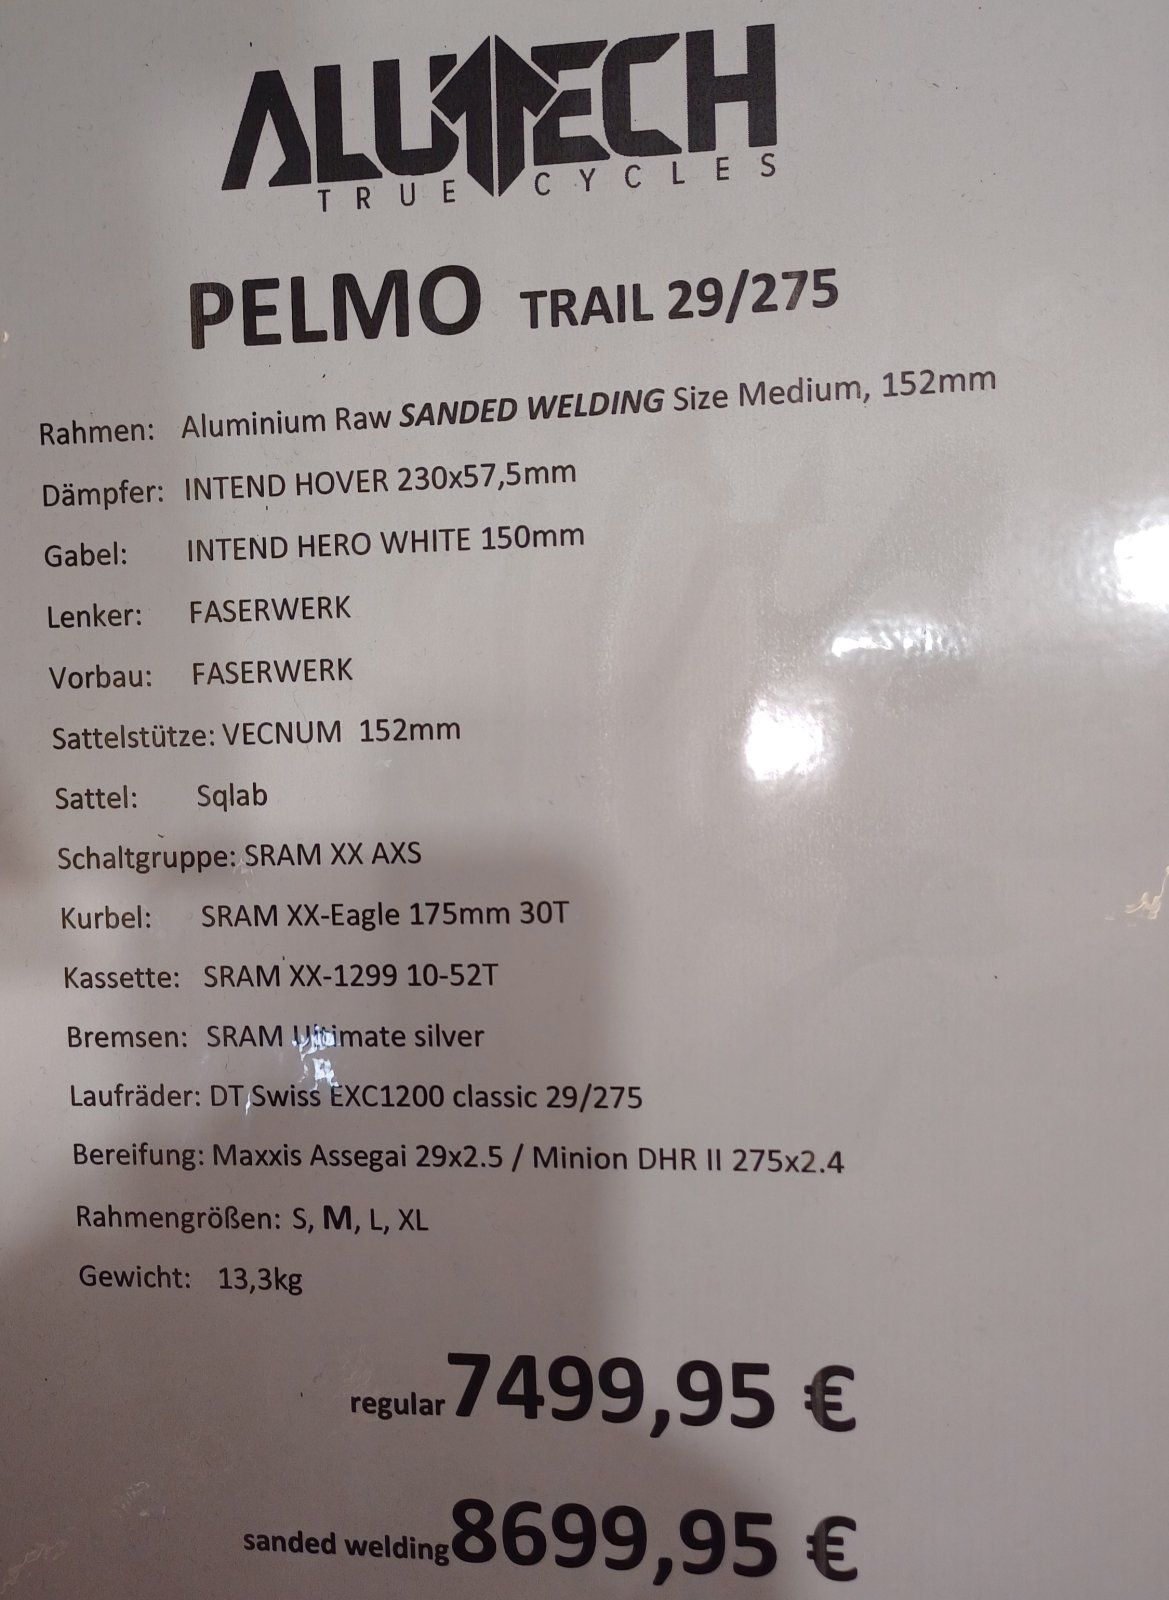 ALUTECH
TRUE CYCLES
PELMO TRAIL 29/275
Rahmen: Aluminium Raw SANDED WELDING Size Medium, 152mm
Dämpfer: INTEND HOVER 230x57,5mm
Gabel: INTEND HERO WHITE 150mm
Lenker: FASERWERK
Vorbau: FASERWERK
Sattelstütze: VECNUM 152mm
Sattel: Sqlab
Schaltgruppe: SRAM XX AXS
Kurbel: SRAM XX-Eagle 175mm 30T
Kassette: SRAM XX-1299 10-52T
Bremsen: SRAM Ultimate silver
Laufräder: DT Swiss EXC1200 classic 29/275
Bereifung: Maxxis Assegai 29x2.5 / Minion DHR II 275x2.4
Rahmengrößen: S, M, L, XL
Gewicht: 13,3kg
regular 7499,95 €
sanded welding 8699,95 €